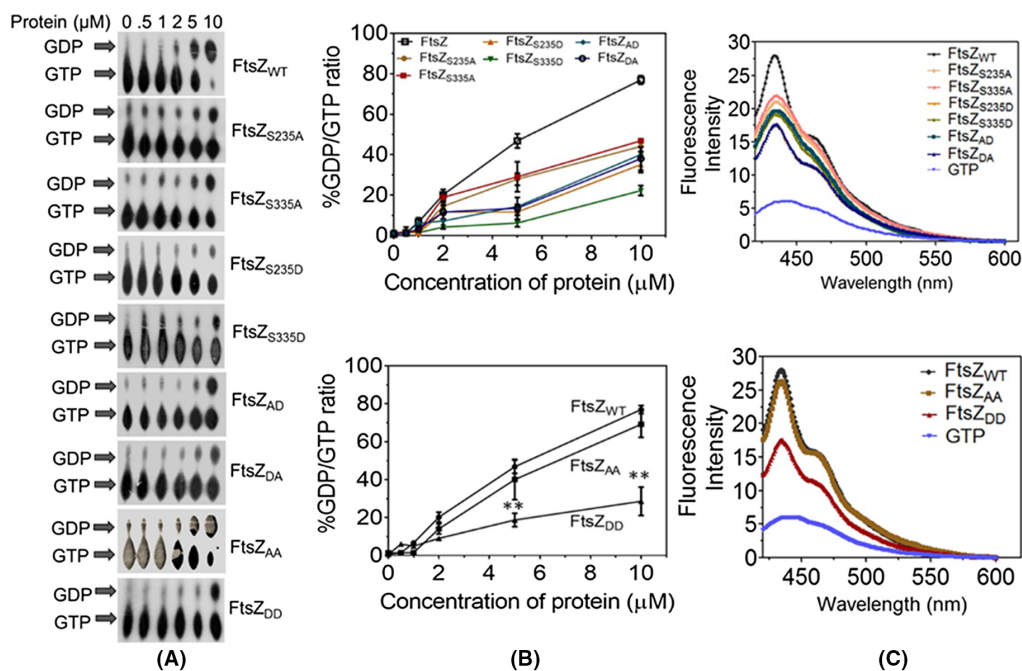 Protein (µM) 0 .5 1 2 5 10
GDP
GTP
FtsZWT
GDP
GTP
FtsZS235A
GDP
GTP
FtsZS335A
GDP
GTP
FtsZS235D
GDP
GTP
FtsZS335D
GDP
GTP
FtsZAD
GDP
GTP
FtsZDA
GDP
GTP
FtsZAA
GDP
GTP
FtsZDD
(A)
%GDP/GTP ratio
100
80
60
40
20
0
FtsZ FtsZS235D FtsZAD
FtsZS235A FtsZS335D FtsZDA
FtsZS335A
0 2 4 6 8 10
Concentration of protein (µM)
%GDP/GTP ratio
100
80
60
40
20
0
FtsZWT
FtsZAA
**
**
FtsZDD
0 2 4 6 8 10
Concentration of protein (µM)
(B)
Fluorescence
Intensity
30
25
20
15
10
5
0
FtsZWT
FtsZS235A
FtsZS335A
FtsZS235D
FtsZS335D
FtsZAD
FtsZDA
GTP
450 500 550 600
Wavelength (nm)
Fluorescence
Intensity
30
25
20
15
10
5
0
FtsZWT
FtsZAA
FtsZDD
GTP
450 500 550 600
Wavelength (nm)
(C)